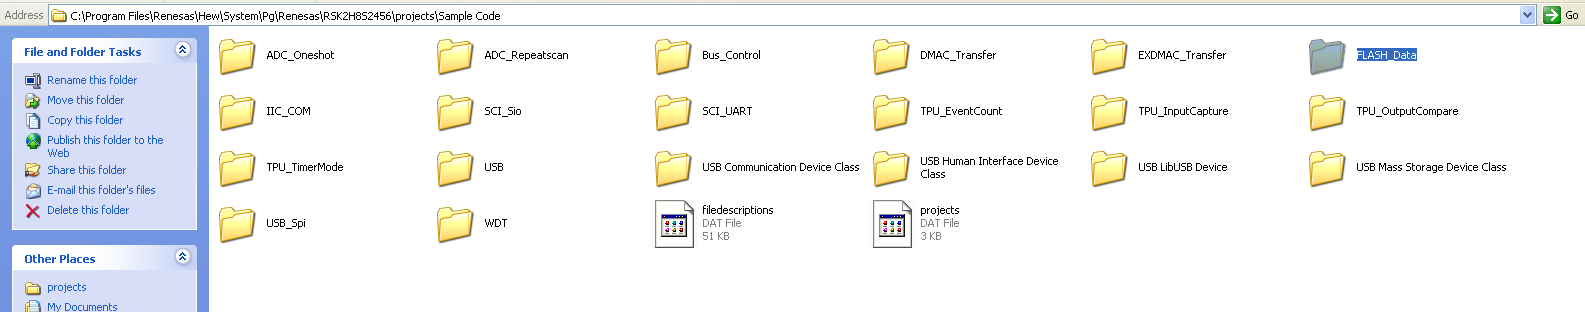 Address C:\Program Files\Renesas\Hew\System\Pg\Renesas\RSK2H8S2456\projects\Sample Code Go
File and Folder Tasks
Rename this folder
Move this folder
Copy this folder
Publish this folder to the
Web
Share this folder
E-mail this folder's files
Delete this folder
Other Places
projects
My Documents
ADC_Oneshot
ADC_Repeatscan
Bus_Control
DMAC_Transfer
EXDMAC_Transfer
FLASH_Data
IIC_COM
SCI_Sio
SCI_UART
TPU_EventCount
TPU_InputCapture
TPU_OutputCompare
TPU_TimerMode
USB
USB Communication Device Class
USB Human Interface Device
Class
USB LibUSB Device
USB Mass Storage Device Class
USB_Spi
WDT
filedescriptions
DAT File
51 KB
projects
DAT File
3 KB